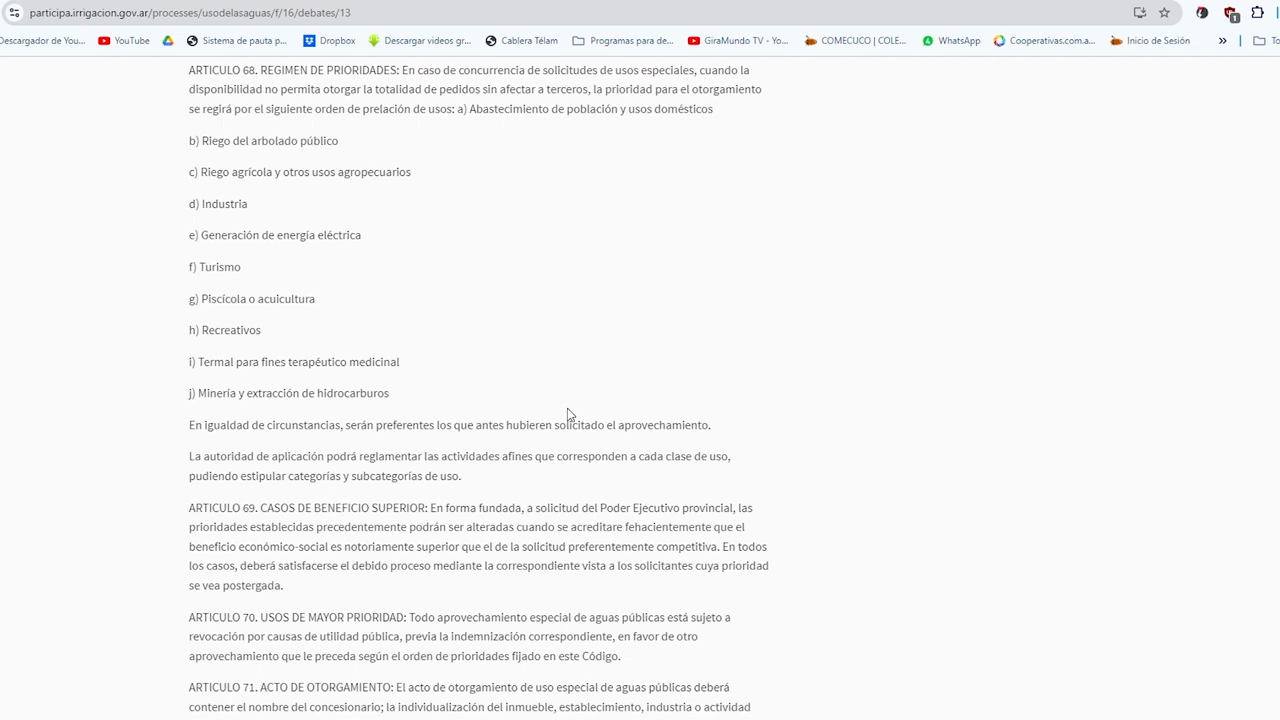 participa.irrigacion.gov.ar/processes/usodelasaguas/f/16/debates/13
Descargador de You...
YouTube
Sistema de pauta p...
Dropbox
Descargar videos gr...
Cablera Télam
Programas para de...
GiraMundo TV - Yo...
COMECUCO | COLE...
WhatsApp
Cooperativas.com.a...
Inicio de Sesión
»
To
1
ARTICULO 68. REGIMEN DE PRIORIDADES: En caso de concurrencia de solicitudes de usos especiales, cuando la
disponibilidad no permita otorgar la totalidad de pedidos sin afectar a terceros, la prioridad para el otorgamiento
se regirá por el siguiente orden de prelación de usos: a) Abastecimiento de población y usos domésticos
b) Riego del arbolado público
c) Riego agrícola y otros usos agropecuarios
d) Industria
e) Generación de energía eléctrica
f) Turismo
g) Piscícola o acuicultura
h) Recreativos
i) Termal para fines terapéutico medicinal
j) Minería y extracción de hidrocarburos
En igualdad de circunstancias, serán preferentes los que antes hubieren solicitado el aprovechamiento.
La autoridad de aplicación podrá reglamentar las actividades afines que corresponden a cada clase de uso,
pudiendo estipular categorías y subcategorías de uso.
ARTICULO 69. CASOS DE BENEFICIO SUPERIOR: En forma fundada, a solicitud del Poder Ejecutivo provincial, las
prioridades establecidas precedentemente podrán ser alteradas cuando se acreditare fehacientemente que el
beneficio económico-social es notoriamente superior que el de la solicitud preferentemente competitiva. En todos
los casos, deberá satisfacerse el debido proceso mediante la correspondiente vista a los solicitantes cuya prioridad
se vea postergada.
ARTICULO 70. USOS DE MAYOR PRIORIDAD: Todo aprovechamiento especial de aguas públicas está sujeto a
revocación por causas de utilidad pública, previa la indemnización correspondiente, en favor de otro
aprovechamiento que le preceda según el orden de prioridades fijado en este Código.
ARTICULO 71. ACTO DE OTORGAMIENTO: El acto de otorgamiento de uso especial de aguas públicas deberá
contener el nombre del concesionario; la individualización del inmueble, establecimiento, industria o actividad